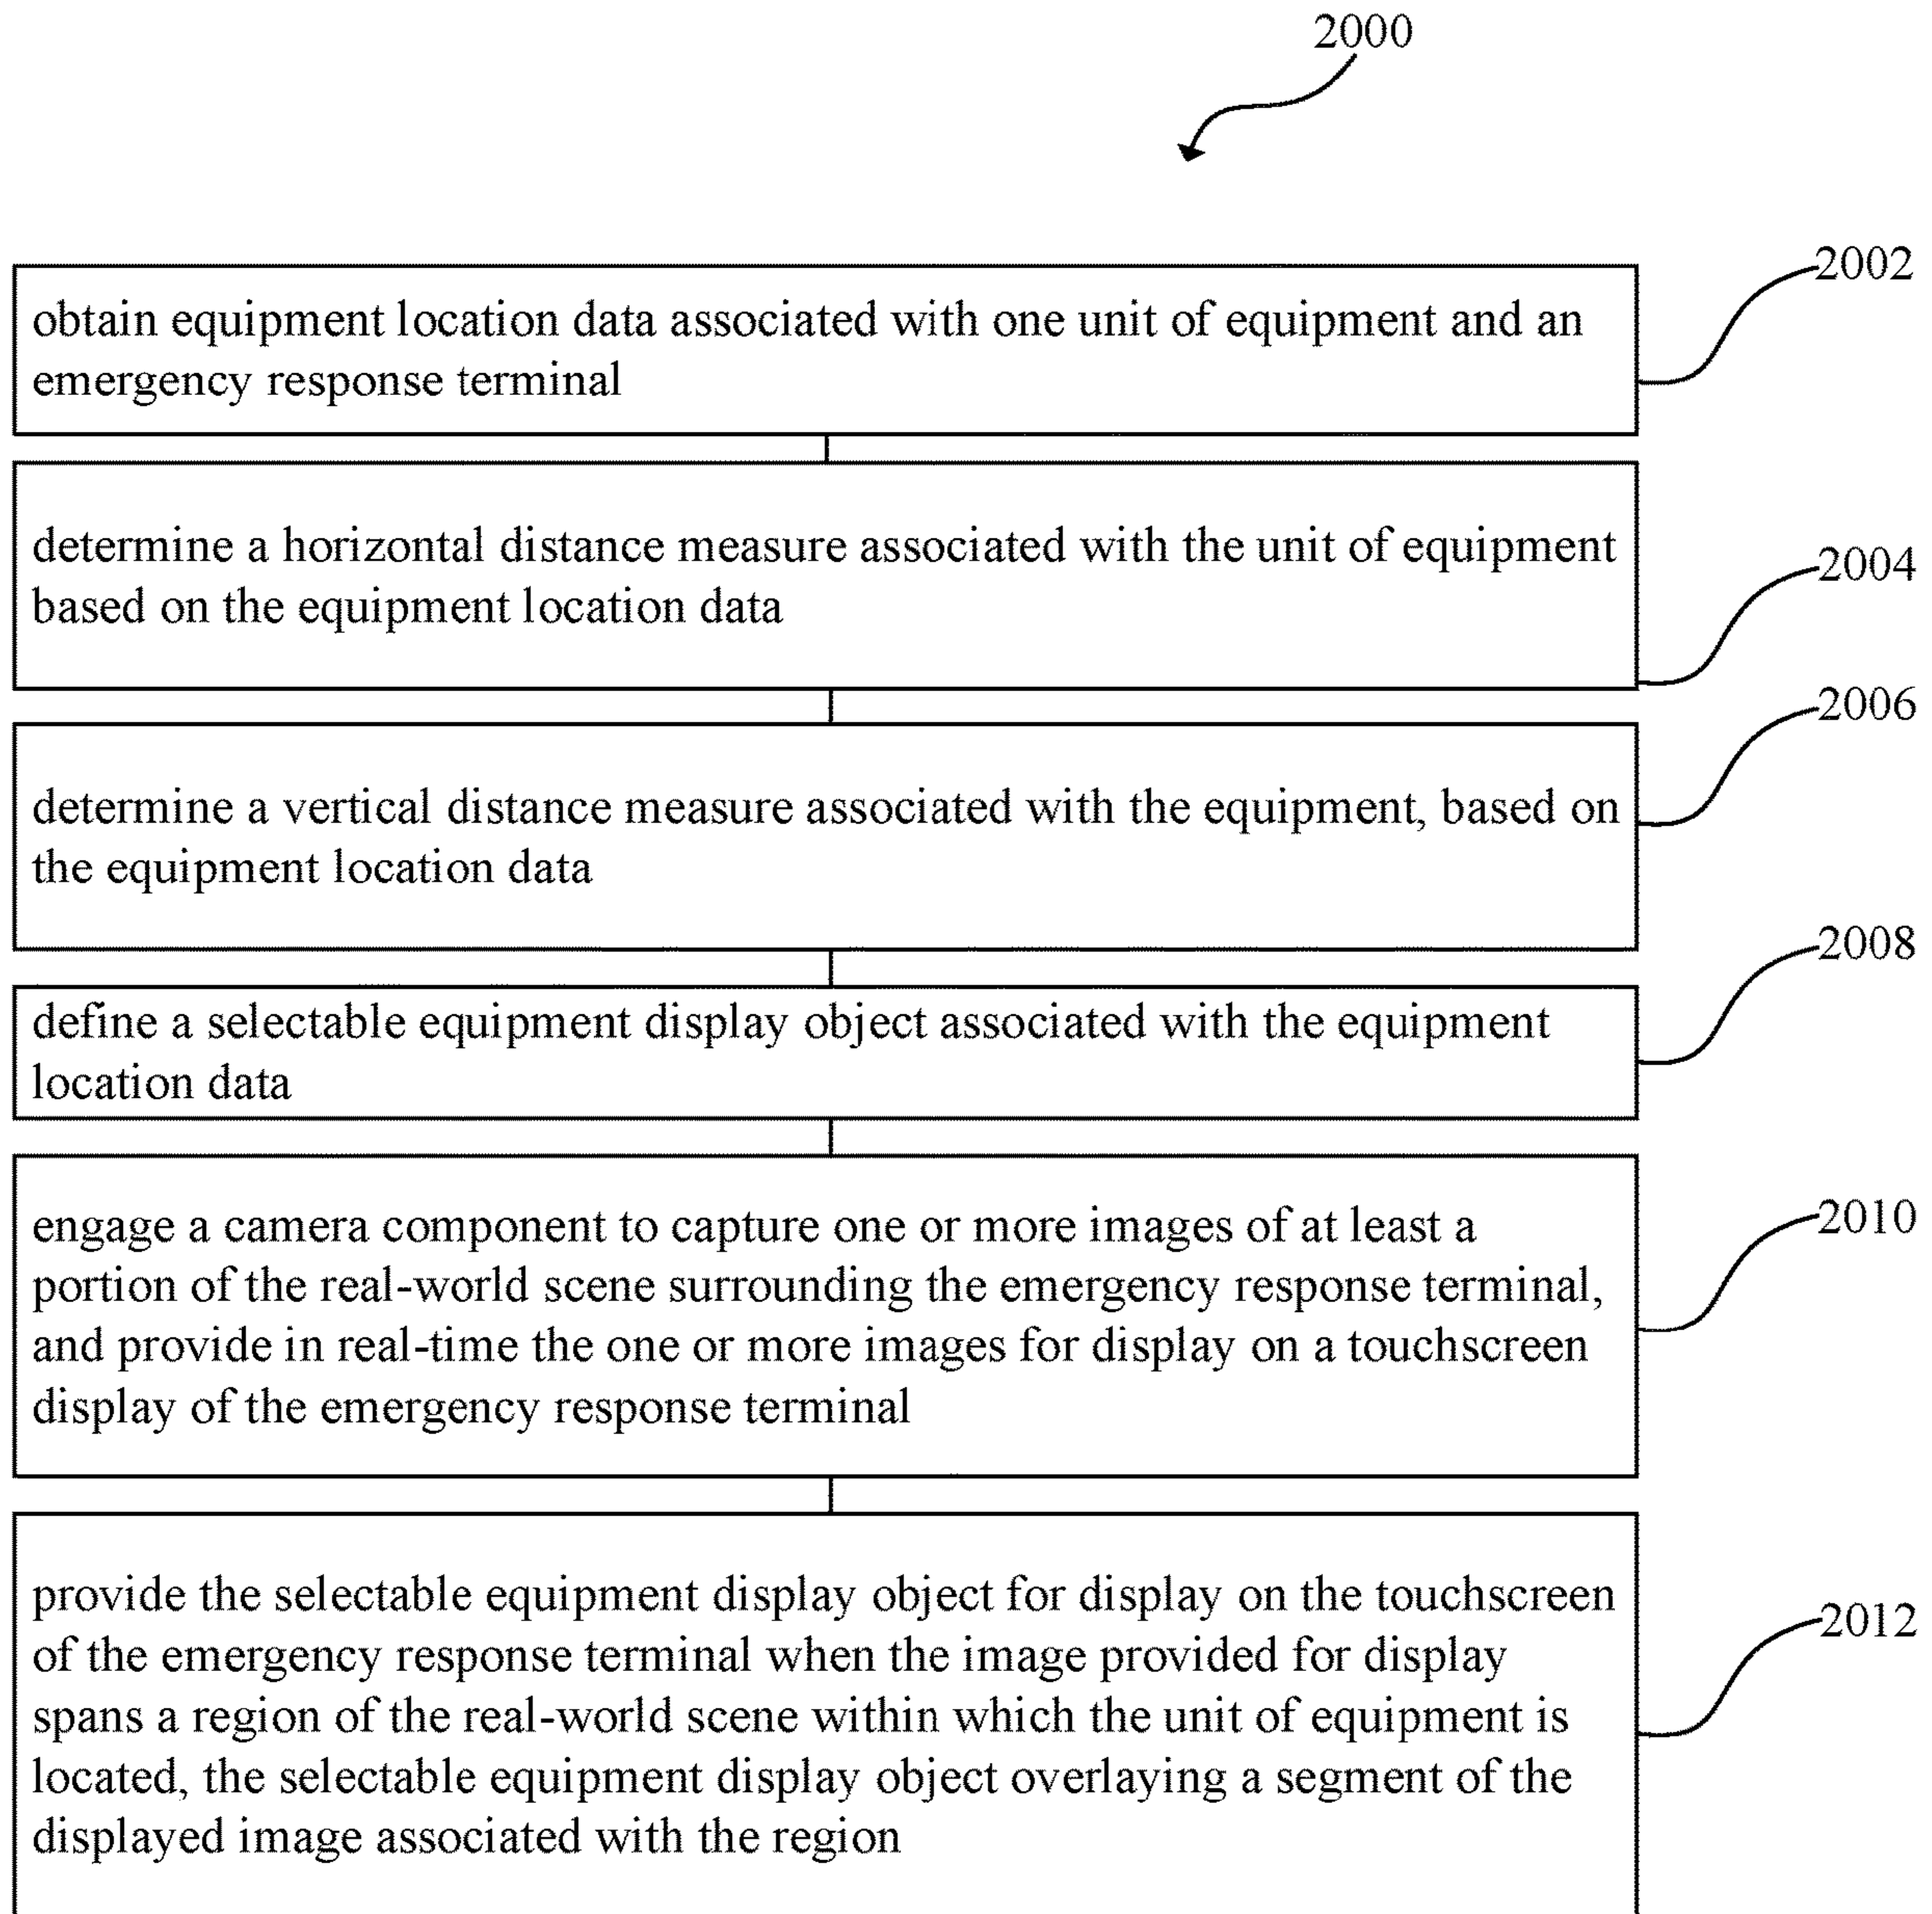 2000
2002
obtain equipment location data associated with one unit of equipment and an
emergency response terminal
determine a horizontal distance measure associated with the unit of equipment
based on the equipment location data
2004
2006
determine a vertical distance measure associated with the equipment, based on
the equipment location data
2008
define a selectable equipment display object associated with the equipment
location data
2010
engage a camera component to capture one or more images of at least a
portion of the real-world scene surrounding the emergency response terminal,
and provide in real-time the one or more images for display on a touchscreen
display of the emergency response terminal
2012
provide the selectable equipment display object for display on the touchscreen
of the emergency response terminal when the image provided for display
spans a region of the real-world scene within which the unit of equipment is
located, the selectable equipment display object overlaying a segment of the
displayed image associated with the region